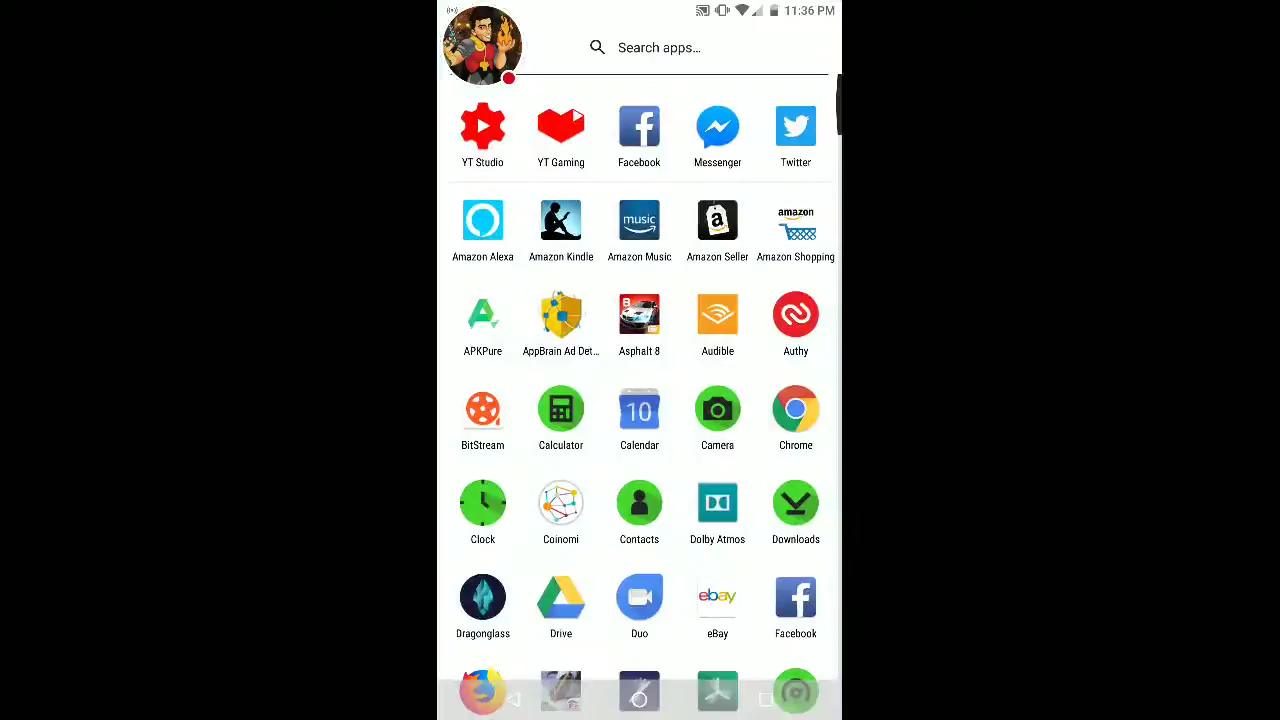 11:36 PM
Search apps...
YT Studio YT Gaming Facebook Messenger Twitter
music a amazon
Amazon Alexa Amazon Kindle Amazon Music Amazon Seller Amazon Shopping
8
APKPure AppBrain Ad Det... Asphalt 8 Audible Authy
10
BitStream Calculator Calendar Camera Chrome
Clock Coinomi Contacts Dolby Atmos Downloads
ebay
Dragonglass Drive Duo eBay Facebook